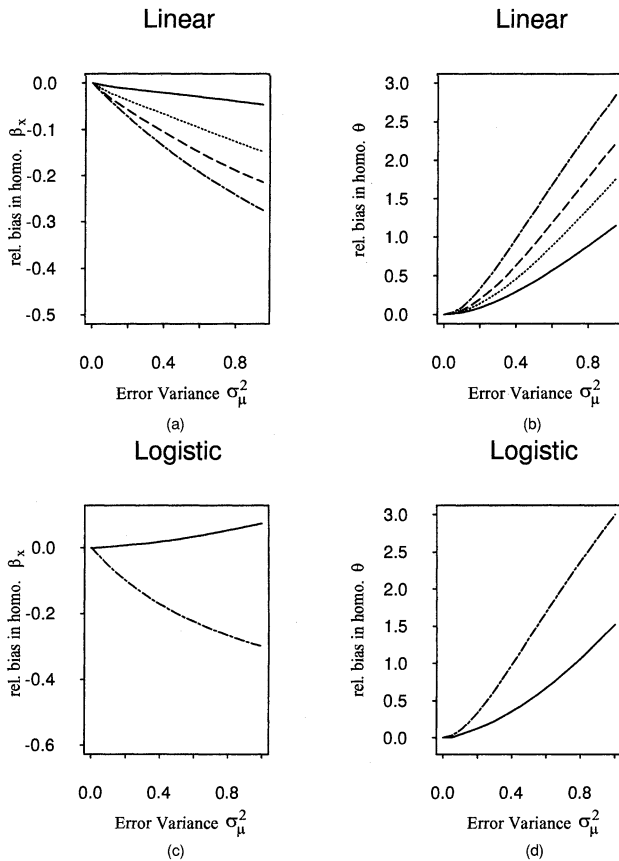 Linear
rel. bias in homo. βx
0.0
-0.1
-0.2
-0.3
-0.4
-0.5
0.0 0.4 0.8
Error Variance σ²μ
(a)
Linear
rel. bias in homo. θ
3.0
2.5
2.0
1.5
1.0
0.5
0.0
0.0 0.4 0.8
Error Variance σ²μ
(b)
Logistic
rel. bias in homo. βx
0.0
-0.2
-0.4
-0.6
0.0 0.4 0.8
Error Variance σ²μ
(c)
Logistic
rel. bias in homo. θ
3.0
2.5
2.0
1.5
1.0
0.5
0.0
0.0 0.4 0.8
Error Variance σ²μ
(d)